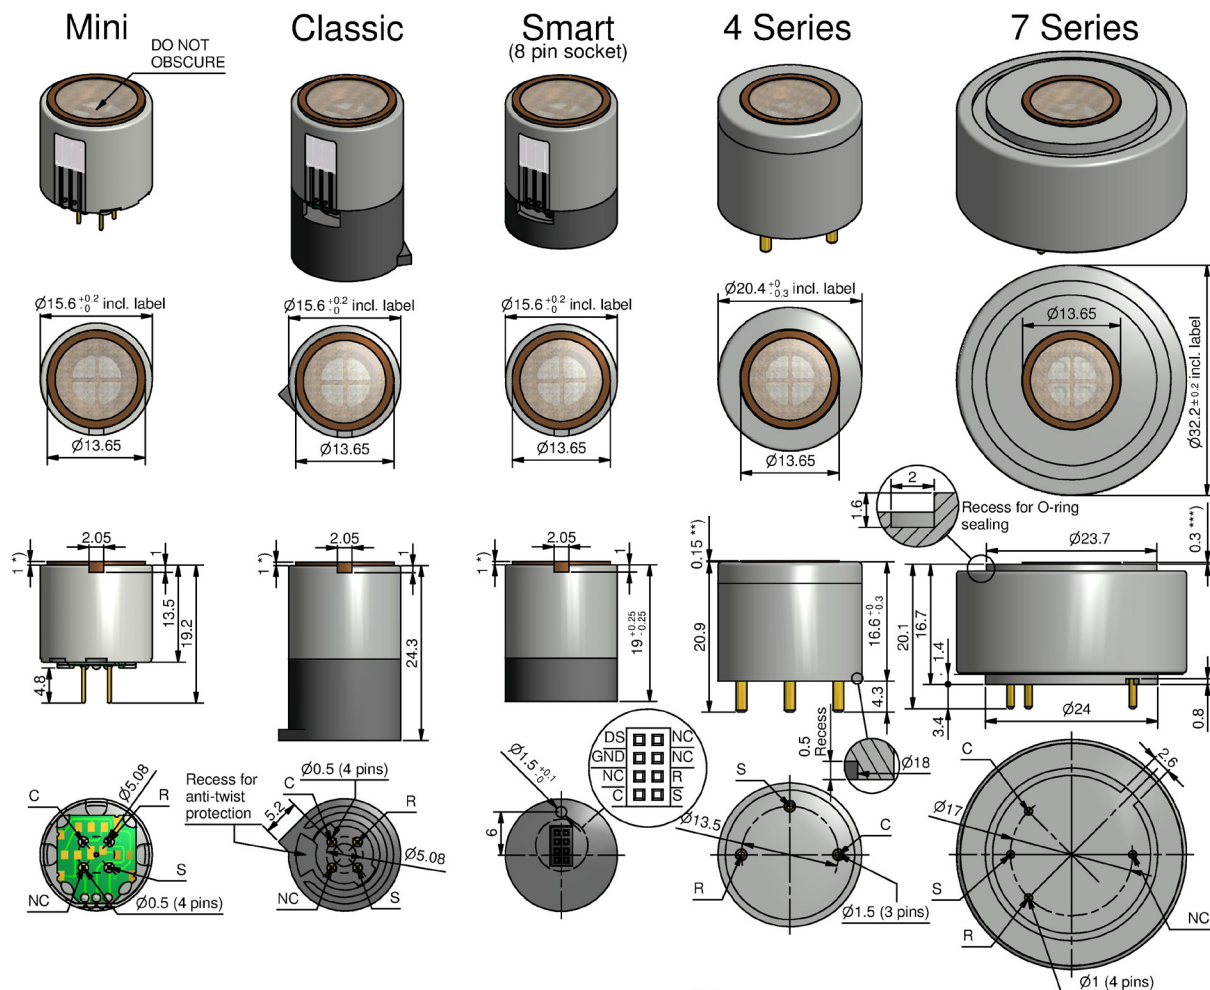 Mini
Classic
Smart
(8 pin socket)
4 Series
7 Series
DO NOT
OBSCURE
Ø15.6 +0.2 -0 incl. label
Ø15.6 +0.2 -0 incl. label
Ø15.6 +0.2 -0 incl. label
Ø20.4 +0 -0.3 incl. label
Ø13.65
Ø32.2 ±0.2 incl. label
Ø13.65
Ø13.65
Ø13.65
Ø13.65
2
1.6
Recess for O-ring
sealing
1 *)
2.05
1
13.5
19.2
4.8
1 *)
2.05
1
24.3
1 *)
2.05
1
19 +0.25 -0.25
0.15 **)
20.9
16.6 +0 -0.3
4.3
Ø23.7
0.3 ***)
20.1
16.7
1.4
3.4
Ø24
0.8
0.5
Recess
Ø18
DS
NC
GND
NC
NC
R
C
S
C
Ø5.08
R
S
NC
Ø0.5 (4 pins)
Recess for
anti-twist
protection
5.2
C
Ø0.5 (4 pins)
R
Ø5.08
NC
S
Ø1.5 +0.1 -0
6
S
Ø13.5
C
R
Ø1.5 (3 pins)
C
2.6
Ø17
S
R
NC
Ø1 (4 pins)